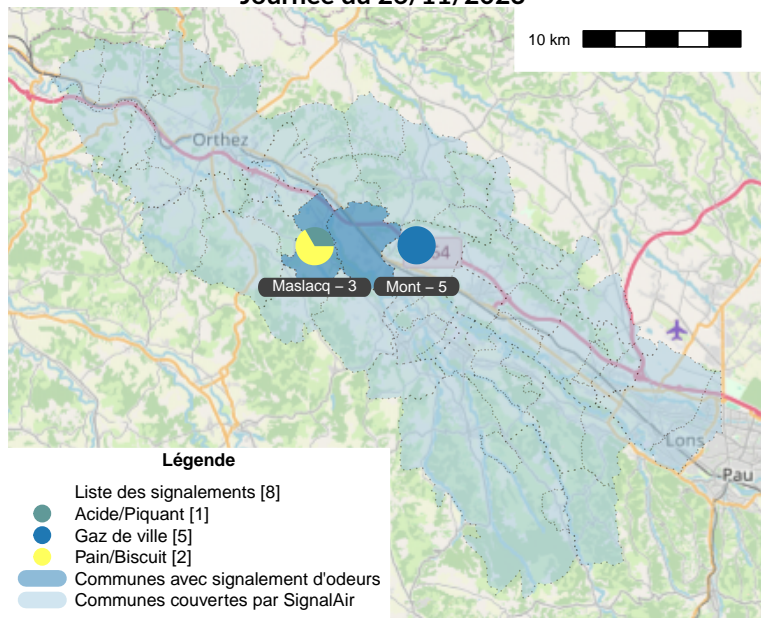 10 km
Orthez
Maslacq – 3
Mont – 5
Lons
Pau
Légende
Liste des signalements [8]
Acide/Piquant [1]
Gaz de ville [5]
Pain/Biscuit [2]
Communes avec signalement d'odeurs
Communes couvertes par SignalAir